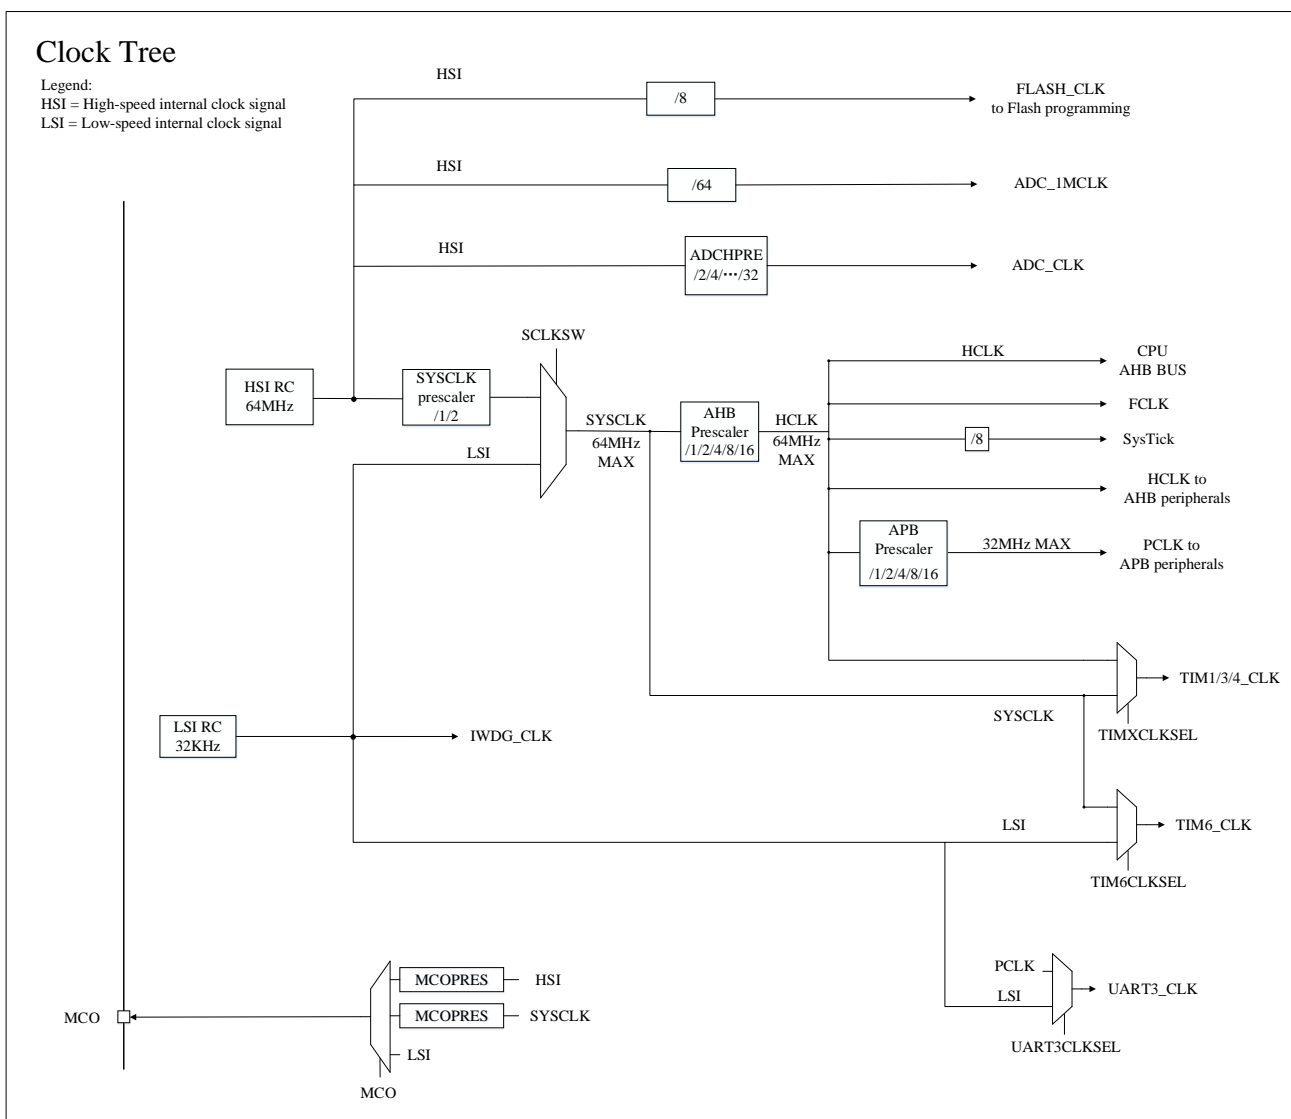 Clock Tree
Legend:
HSI = High-speed internal clock signal
LSI = Low-speed internal clock signal
HSI
/8
FLASH_CLK
to Flash programming
HSI
/64
ADC_1MCLK
HSI
ADCHPRE
/2/4/···/32
ADC_CLK
SCLKSW
HSI RC
64MHz
SYSCLK
prescaler
/1/2
LSI
SYSCLK
64MHz
MAX
AHB
Prescaler
/1/2/4/8/16
HCLK
64MHz
MAX
HCLK
CPU
AHB BUS
FCLK
/8
SysTick
HCLK to
AHB peripherals
APB
Prescaler
/1/2/4/8/16
32MHz MAX
PCLK to
APB peripherals
TIM1/3/4_CLK
SYSCLK
TIMXCLKSEL
LSI RC
32KHz
IWDG_CLK
LSI
TIM6_CLK
TIM6CLKSEL
PCLK
LSI
UART3_CLK
UART3CLKSEL
MCOPRES
HSI
MCOPRES
SYSCLK
LSI
MCO
MCO